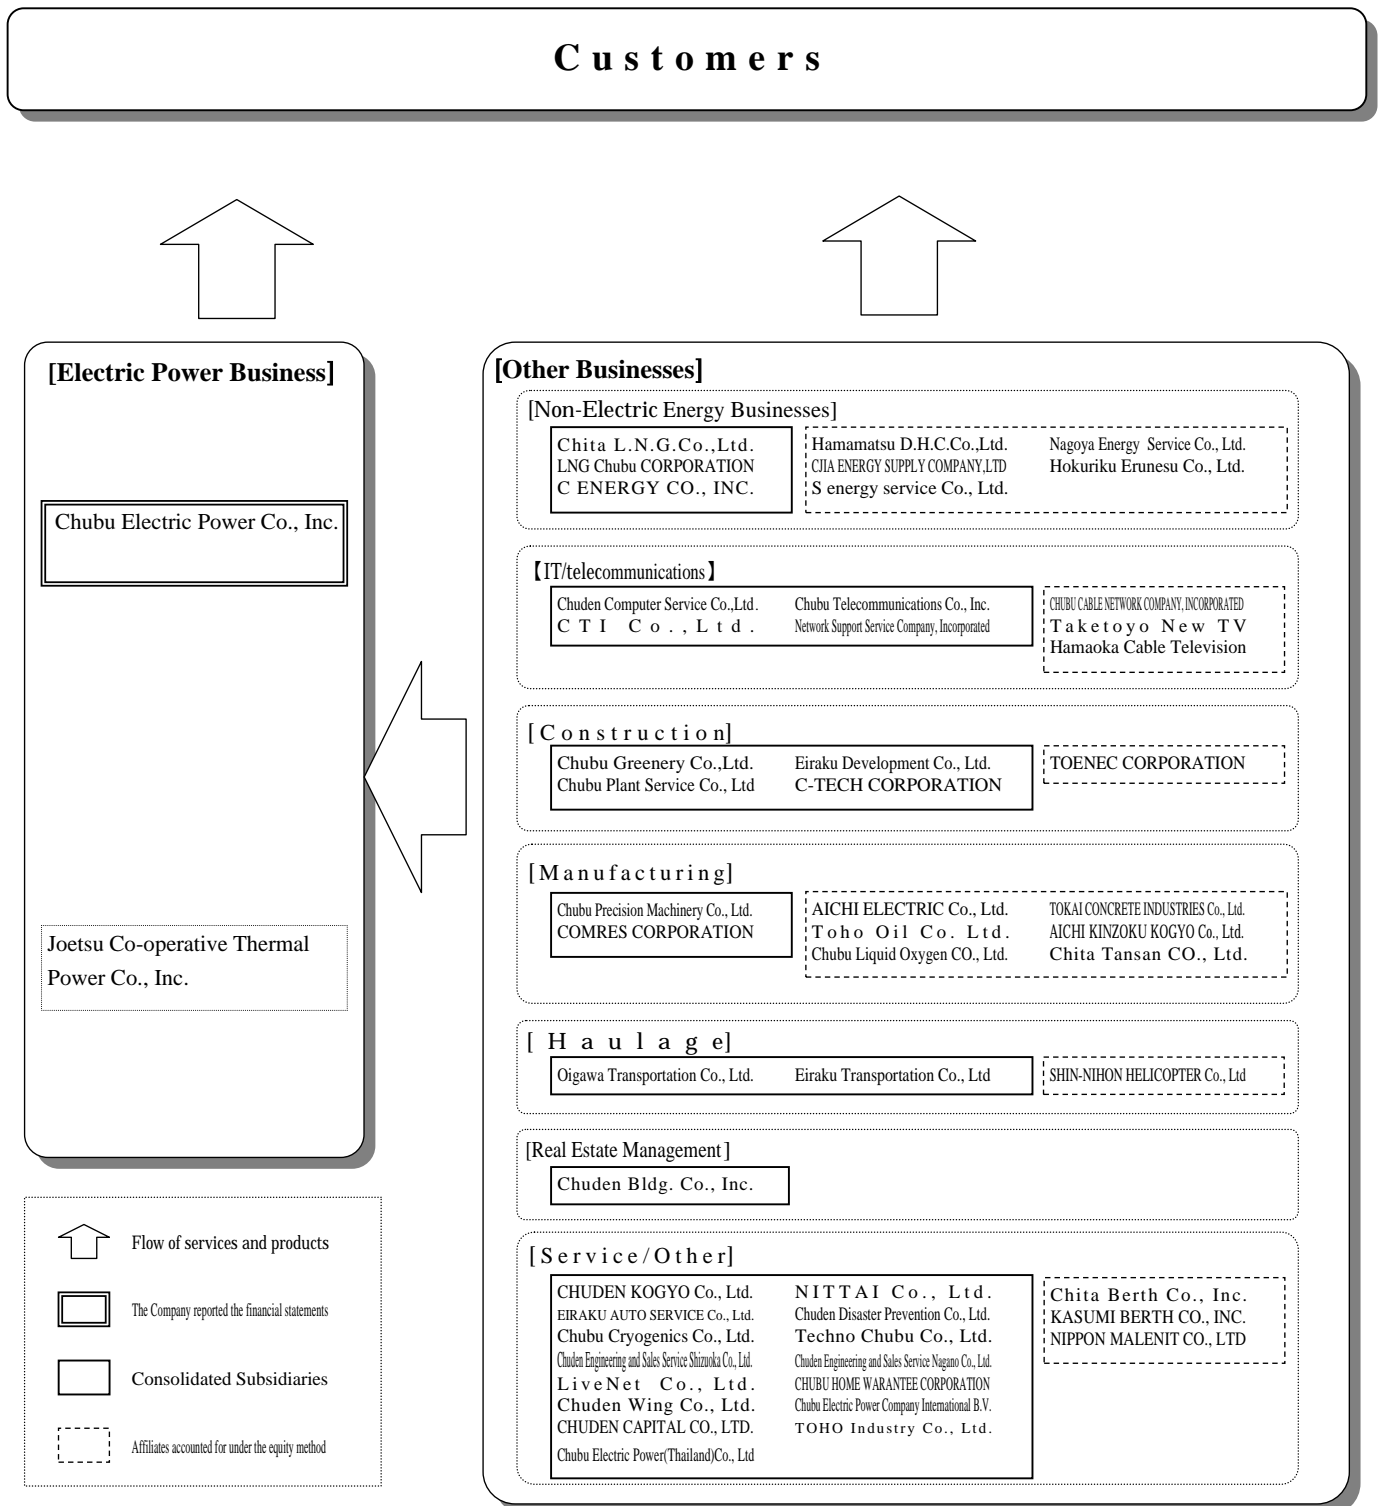 Customers
[Electric Power Business]
Chubu Electric Power Co., Inc.
Joetsu Co-operative Thermal
Power Co., Inc.
Flow of services and products
The Company reported the financial statements
Consolidated Subsidiaries
Affiliates accounted for under the equity method
[Other Businesses]
[Non-Electric Energy Businesses]
Chita L.N.G.Co.,Ltd.
LNG Chubu CORPORATION
C ENERGY CO., INC.
Hamamatsu D.H.C.Co.,Ltd.
CJIA ENERGY SUPPLY COMPANY,LTD
S energy service Co., Ltd.
Nagoya Energy Service Co., Ltd.
Hokuriku Erunesu Co., Ltd.
【IT/telecommunications】
Chuden Computer Service Co.,Ltd.
CTI Co.,Ltd.
Chubu Telecommunications Co., Inc.
Network Support Service Company, Incorporated
CHUBU CABLE NETWORK COMPANY, INCORPORATED
Taketoyo New TV
Hamaoka Cable Television
[Construction]
Chubu Greenery Co.,Ltd.
Chubu Plant Service Co., Ltd
Eiraku Development Co., Ltd.
C-TECH CORPORATION
TOENEC CORPORATION
[Manufacturing]
Chubu Precision Machinery Co., Ltd.
COMRES CORPORATION
AICHI ELECTRIC Co., Ltd.
Toho Oil Co. Ltd.
Chubu Liquid Oxygen CO., Ltd.
TOKAI CONCRETE INDUSTRIES Co., Ltd.
AICHI KINZOKU KOGYO Co., Ltd.
Chita Tansan CO., Ltd.
[Haulage]
Oigawa Transportation Co., Ltd.
Eiraku Transportation Co., Ltd
SHIN-NIHON HELICOPTER Co., Ltd
[Real Estate Management]
Chuden Bldg. Co., Inc.
[Service/Other]
CHUDEN KOGYO Co., Ltd.
EIRAKU AUTO SERVICE Co., Ltd.
Chubu Cryogenics Co., Ltd.
Chuden Engineering and Sales Service Shizuoka Co., Ltd.
LiveNet Co., Ltd.
Chuden Wing Co., Ltd.
CHUDEN CAPITAL CO., LTD.
Chubu Electric Power(Thailand)Co., Ltd
NITTAI Co., Ltd.
Chuden Disaster Prevention Co., Ltd.
Techno Chubu Co., Ltd.
Chuden Engineering and Sales Service Nagano Co., Ltd.
CHUBU HOME WARANTEE CORPORATION
Chubu Electric Power Company International B.V.
TOHO Industry Co., Ltd.
Chita Berth Co., Inc.
KASUMI BERTH CO., INC.
NIPPON MALENIT CO., LTD